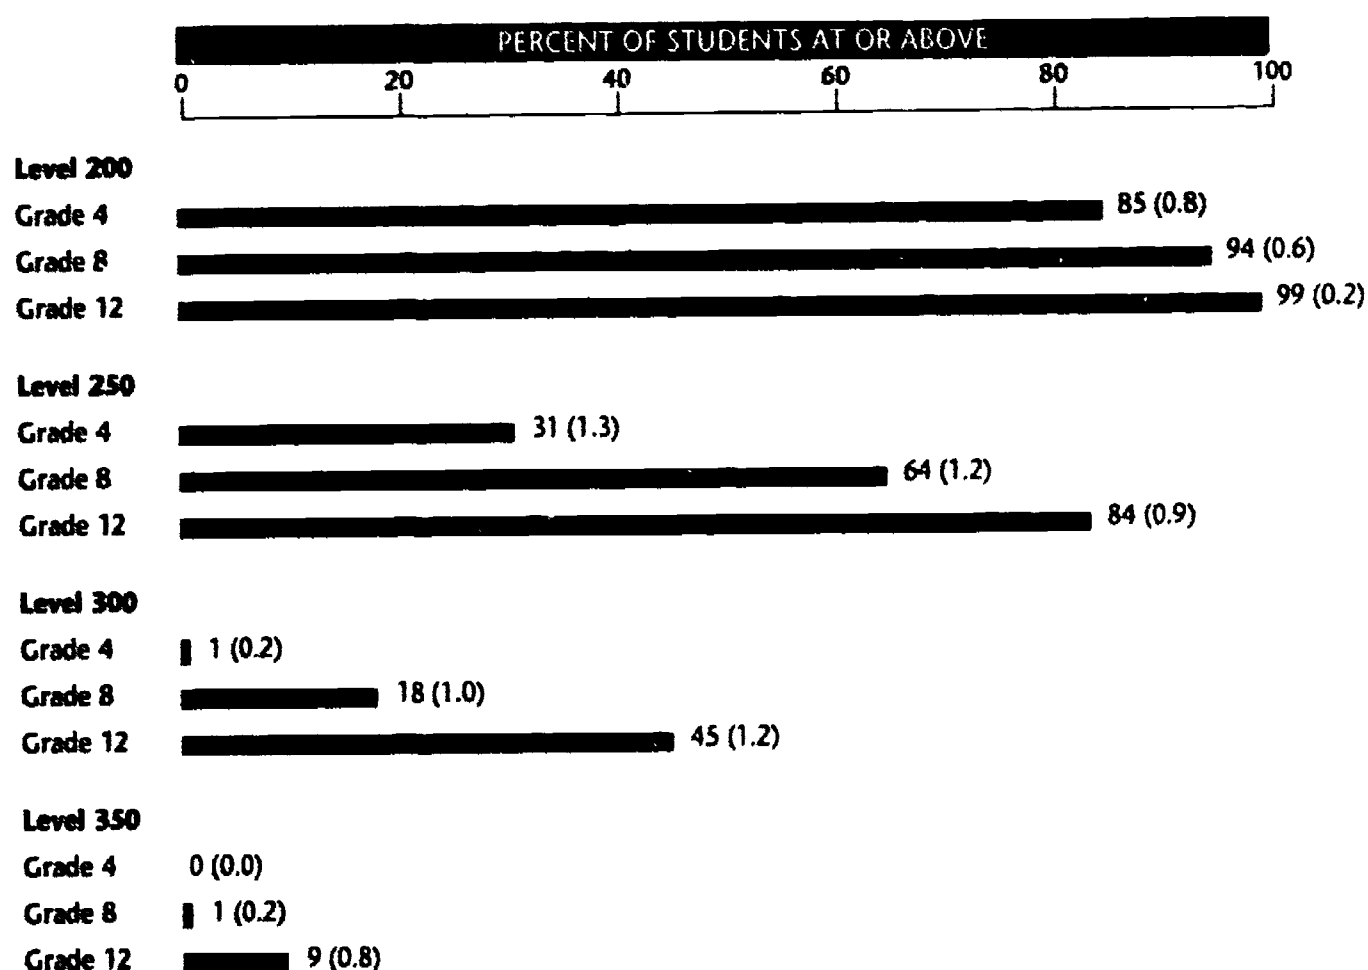 PERCENT OF STUDENTS AT OR ABOVE
0 20 40 60 80 100
Level 200
Grade 4 85 (0.8)
Grade 8 94 (0.6)
Grade 12 99 (0.2)
Level 250
Grade 4 31 (1.3)
Grade 8 64 (1.2)
Grade 12 84 (0.9)
Level 300
Grade 4 1 (0.2)
Grade 8 18 (1.0)
Grade 12 45 (1.2)
Level 350
Grade 4 0 (0.0)
Grade 8 1 (0.2)
Grade 12 9 (0.8)